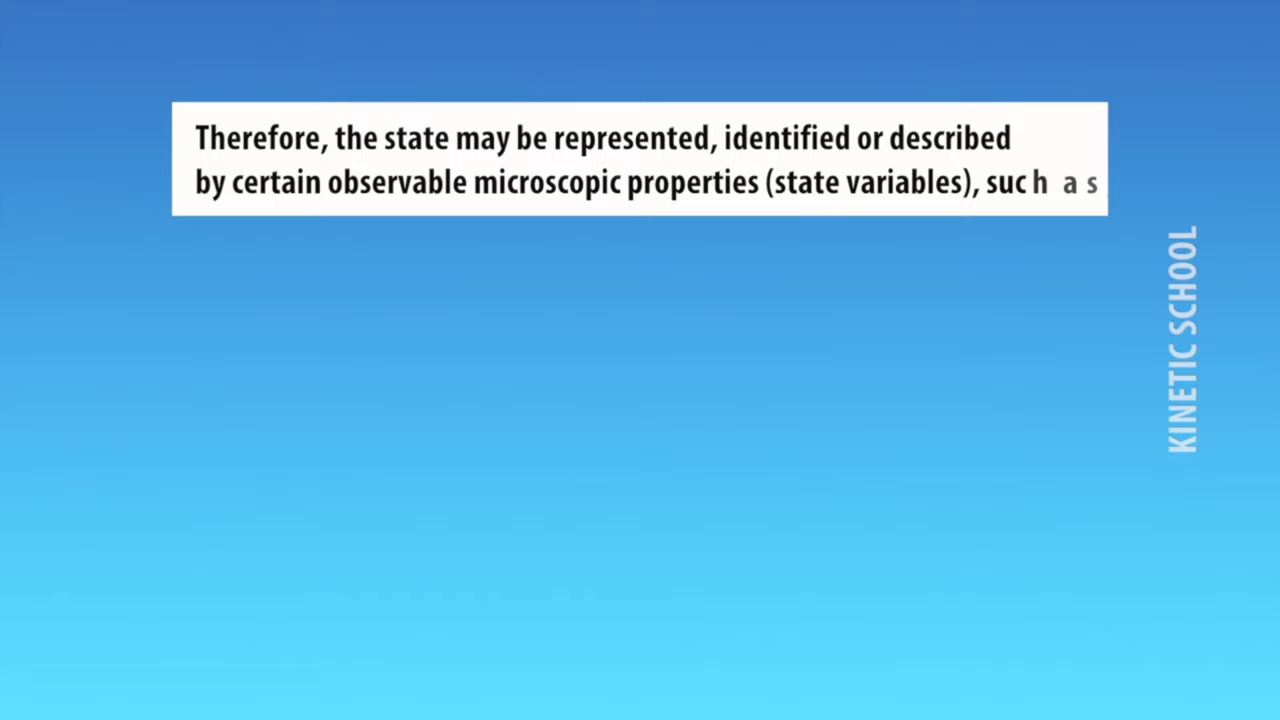 Therefore, the state may be represented, identified or described
by certain observable microscopic properties (state variables), such as
KINETIC SCHOOL